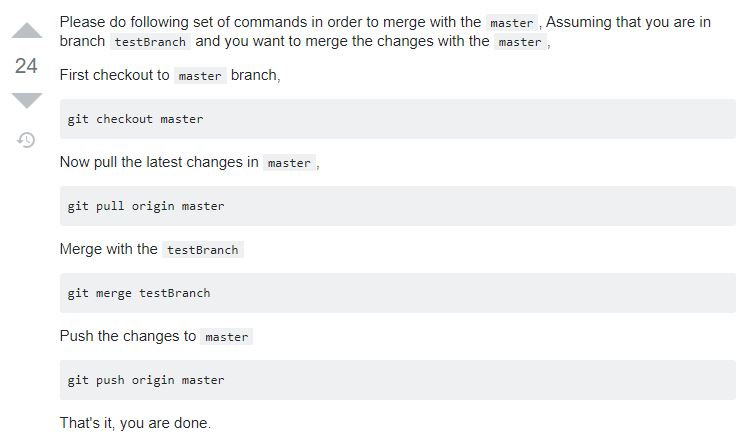 Please do following set of commands in order to merge with the master , Assuming that you are in
branch testBranch and you want to merge the changes with the master ,
24
First checkout to master branch,
git checkout master
Now pull the latest changes in master ,
git pull origin master
Merge with the testBranch
git merge testBranch
Push the changes to master
git push origin master
That's it, you are done.